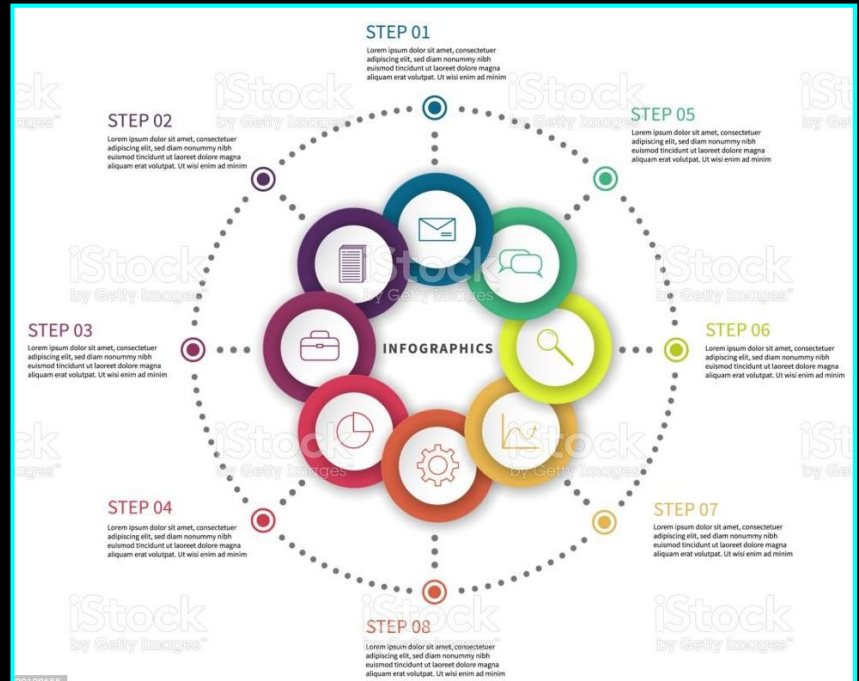 STEP 01
Lorem ipsum dolor sit amet, consectetuer
adipiscing elit, sed diam nonummy nibh
euismod tincidunt ut laoreet dolore magna
aliquam erat volutpat. Ut wisi enim ad minim
STEP 02
Lorem ipsum dolor sit amet, consectetuer
adipiscing elit, sed diam nonummy nibh
euismod tincidunt ut laoreet dolore magna
aliquam erat volutpat. Ut wisi enim ad minim
STEP 05
Lorem ipsum dolor sit amet, consectetuer
adipiscing elit, sed diam nonummy nibh
euismod tincidunt ut laoreet dolore magna
aliquam erat volutpat. Ut wisi enim ad minim
STEP 03
Lorem ipsum dolor sit amet, consectetuer
adipiscing elit, sed diam nonummy nibh
euismod tincidunt ut laoreet dolore magna
aliquam erat volutpat. Ut wisi enim ad minim
INFOGRAPHICS
STEP 06
Lorem ipsum dolor sit amet, consectetuer
adipiscing elit, sed diam nonummy nibh
euismod tincidunt ut laoreet dolore magna
aliquam erat volutpat. Ut wisi enim ad minim
STEP 04
Lorem ipsum dolor sit amet, consectetuer
adipiscing elit, sed diam nonummy nibh
euismod tincidunt ut laoreet dolore magna
aliquam erat volutpat. Ut wisi enim ad minim
STEP 07
Lorem ipsum dolor sit amet, consectetuer
adipiscing elit, sed diam nonummy nibh
euismod tincidunt ut laoreet dolore magna
aliquam erat volutpat. Ut wisi enim ad minim
STEP 08
Lorem ipsum dolor sit amet, consectetuer
adipiscing elit, sed diam nonummy nibh
euismod tincidunt ut laoreet dolore magna
aliquam erat volutpat. Ut wisi enim ad minim
iStock
by Getty Images™